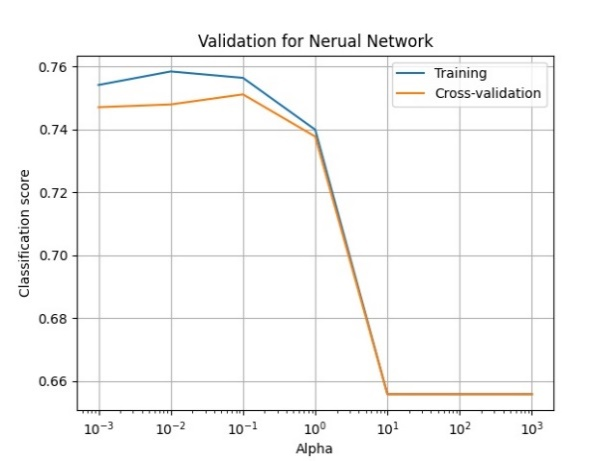 Validation for Nerual Network
Training
Cross-validation
Classification score
0.76
0.74
0.72
0.70
0.68
0.66
10⁻³
10⁻²
10⁻¹
10⁰
10¹
10²
10³
Alpha